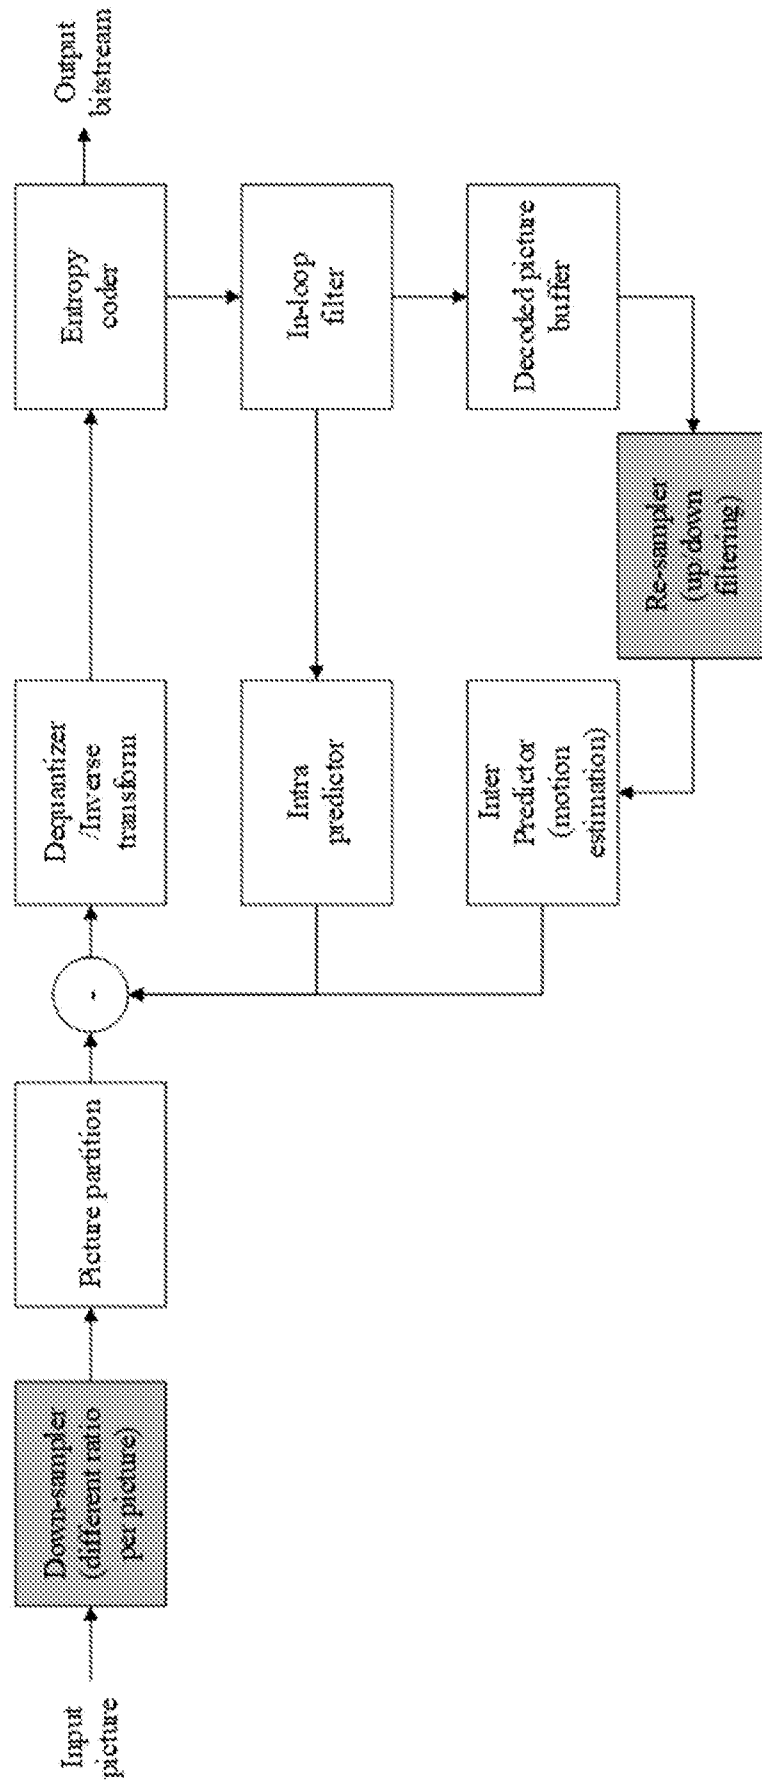 Input
picture
Down-sampler
(different ratio
per picture)
Picture partition
-
Dequantizer
/Inverse
transform
Entropy
coder
Output
bitstream
Intra
predictor
In-loop
filter
Inter
Predictor
(motion
estimation)
Decoded picture
buffer
Re-sampler
(up down
filtering)